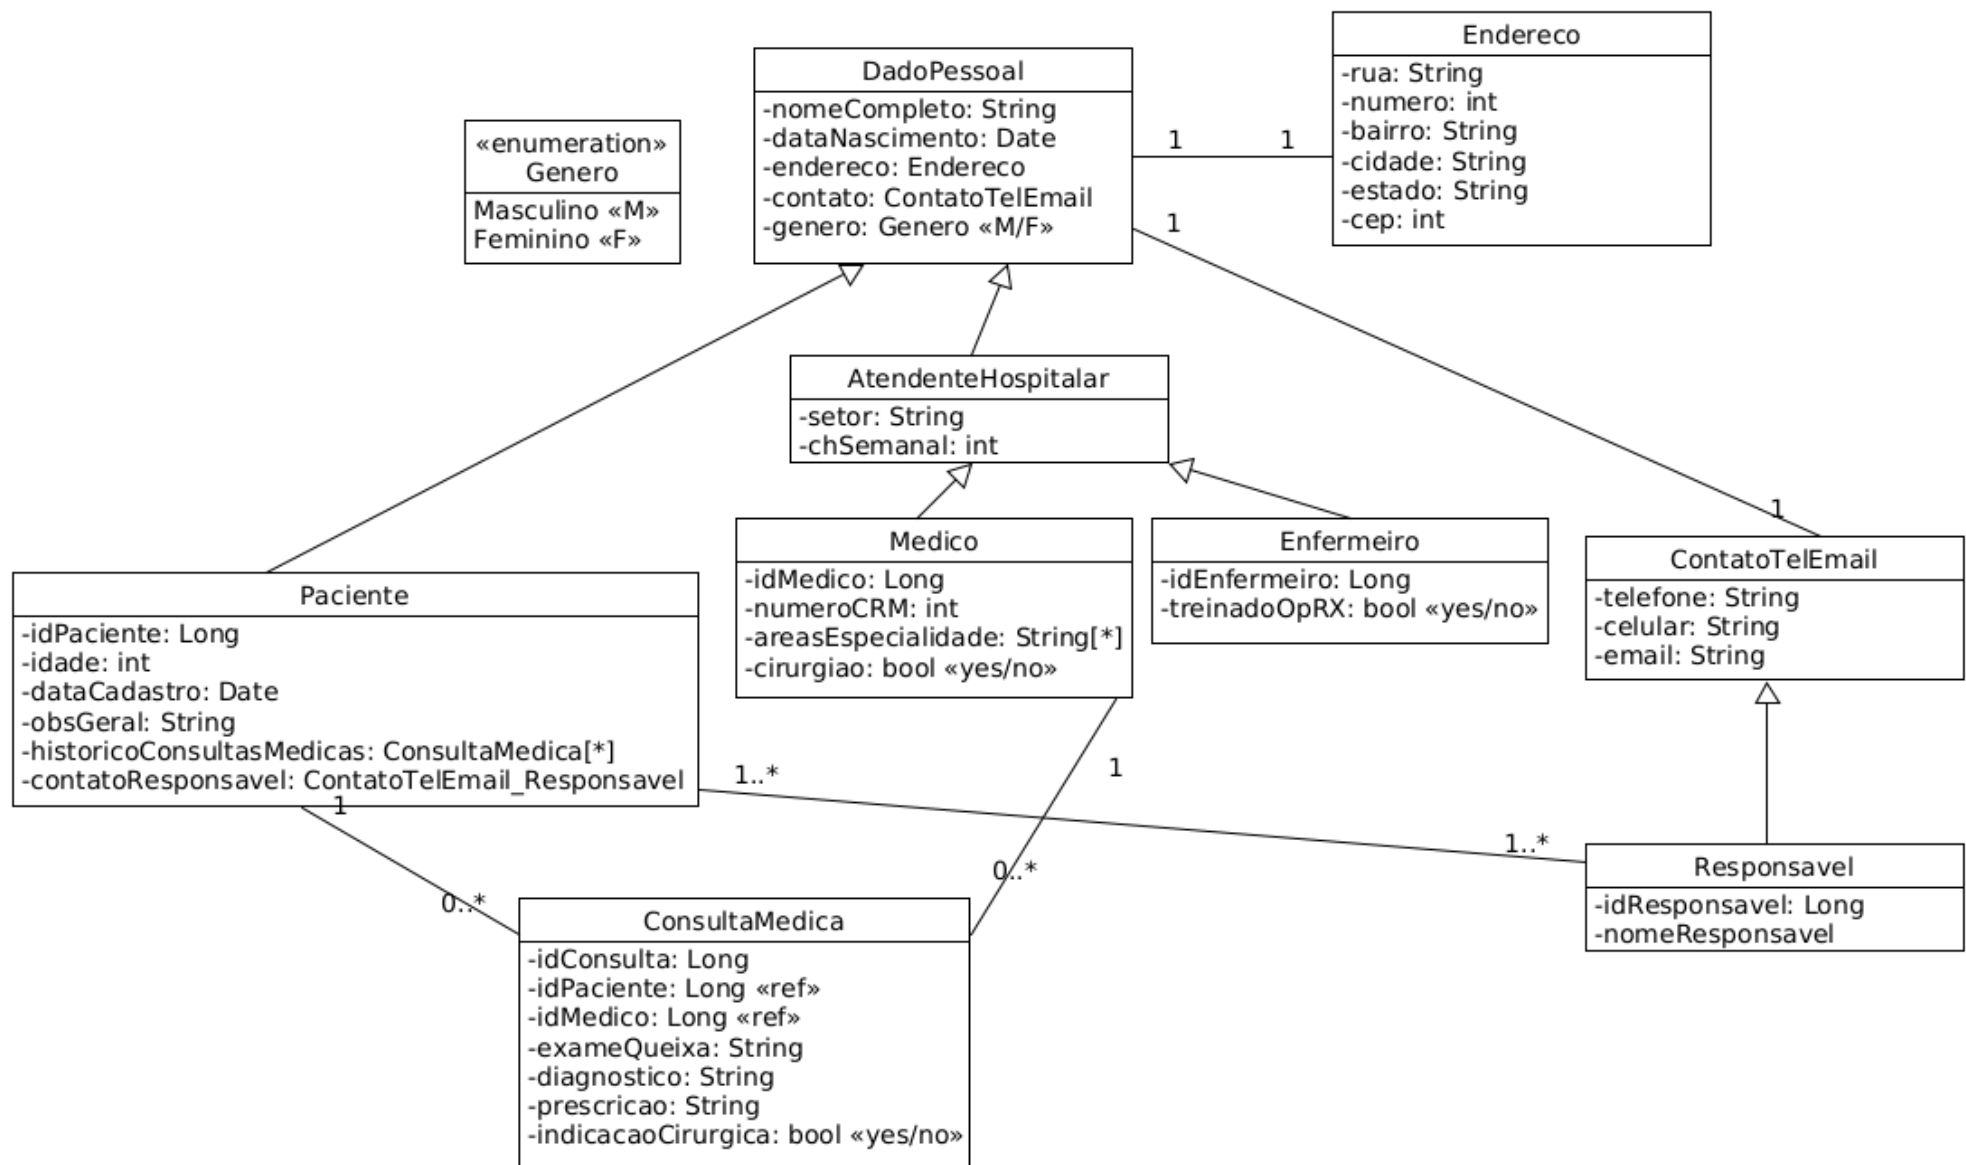 Endereco
-rua: String
-numero: int
-bairro: String
-cidade: String
-estado: String
-cep: int
DadoPessoal
-nomeCompleto: String
-dataNascimento: Date
-endereco: Endereco
-contato: ContatoTelEmail
-genero: Genero «M/F»
«enumeration»
Genero
Masculino «M»
Feminino «F»
1
1
1
1
AtendenteHospitalar
-setor: String
-chSemanal: int
Medico
-idMedico: Long
-numeroCRM: int
-areasEspecialidade: String[*]
-cirurgiao: bool «yes/no»
Enfermeiro
-idEnfermeiro: Long
-treinadoOpRX: bool «yes/no»
ContatoTelEmail
-telefone: String
-celular: String
-email: String
Paciente
-idPaciente: Long
-idade: int
-dataCadastro: Date
-obsGeral: String
-historicoConsultasMedicas: ConsultaMedica[*]
-contatoResponsavel: ContatoTelEmail_Responsavel
1..*
1
1
1..*
0..*
0..*
Responsavel
-idResponsavel: Long
-nomeResponsavel
ConsultaMedica
-idConsulta: Long
-idPaciente: Long «ref»
-idMedico: Long «ref»
-exameQueixa: String
-diagnostico: String
-prescricao: String
-indicacaoCirurgica: bool «yes/no»